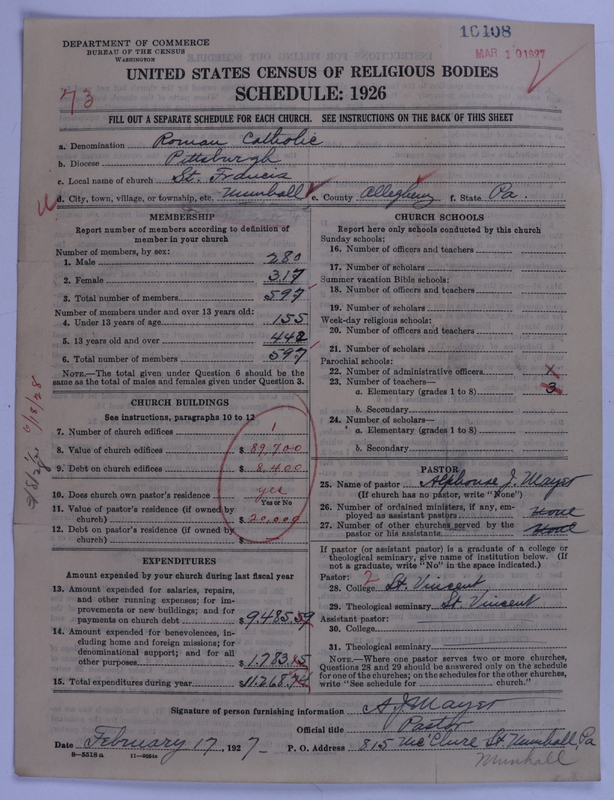 DEPARTMENT OF COMMERCE
BUREAU OF THE CENSUS
WASHINGTON
10108
MAR 19 1927
UNITED STATES CENSUS OF RELIGIOUS BODIES
SCHEDULE: 1926
73
FILL OUT A SEPARATE SCHEDULE FOR EACH CHURCH. SEE INSTRUCTIONS ON THE BACK OF THIS SHEET
a. Denomination Roman Catholic
b. Diocese Pittsburgh
c. Local name of church St. Francis
d. City, town, village, or township, etc. Munhall e. County Allegheny f. State Pa.
MEMBERSHIP
Report number of members according to definition of
member in your church
Number of members, by sex:
1. Male 280
2. Female 317
3. Total number of members 597
Number of members under and over 13 years old:
4. Under 13 years of age 155
5. 13 years old and over 442
6. Total number of members 597
NOTE.—The total given under Question 6 should be
the same as the total of males and females given under Question 3.
CHURCH BUILDINGS
See instructions, paragraphs 10 to 12
7. Number of church edifices 1
8. Value of church edifices $ 89,700
9. Debt on church edifices $ 8,400
10. Does church own pastor's residence yes
Yes or No
11. Value of pastor's residence (if owned by
church) $ 20,000
12. Debt on pastor's residence (if owned by
church) $
EXPENDITURES
Amount expended by your church during last fiscal year
13. Amount expended for salaries, repairs,
and other running expenses; for im-
provements or new buildings; and for
payments on church debt $ 9,485.59
14. Amount expended for benevolences, in-
cluding home and foreign missions; for
denominational support; and for all
other purposes $ 1,783.15
15. Total expenditures during year $ 11,268.74
CHURCH SCHOOLS
Report here only schools conducted by this church
Sunday schools:
16. Number of officers and teachers
17. Number of scholars
Summer vacation Bible schools:
18. Number of officers and teachers
19. Number of scholars
Week-day religious schools:
20. Number of officers and teachers
21. Number of scholars
Parochial schools:
22. Number of administrative officers
23. Number of teachers—
a. Elementary (grades 1 to 8) 3
b. Secondary
24. Number of scholars—
a. Elementary (grades 1 to 8)
b. Secondary
PASTOR
25. Name of pastor Alphonse J. Mayer
(If church has no pastor, write "None")
26. Number of ordained ministers, if any, em-
ployed as assistant pastors none
27. Number of other churches served by the
pastor or his assistants none
If pastor (or assistant pastor) is a graduate of a college or
theological seminary, give name of institution below. (If
not a graduate, write "No" in the space indicated.)
Pastor: 2
28. College St. Vincent
29. Theological seminary St. Vincent
Assistant pastor:
30. College
31. Theological seminary
NOTE.—Where one pastor serves two or more churches,
Questions 28 and 29 should be answered only on the schedule
for one of the churches; on the schedules for the other churches,
write "See schedule for church."
Signature of person furnishing information A J Mayer
Official title Pastor
Date February 17, 1927. P. O. Address 815 McClure St. Munhall Pa
8—5518 a
Munhall